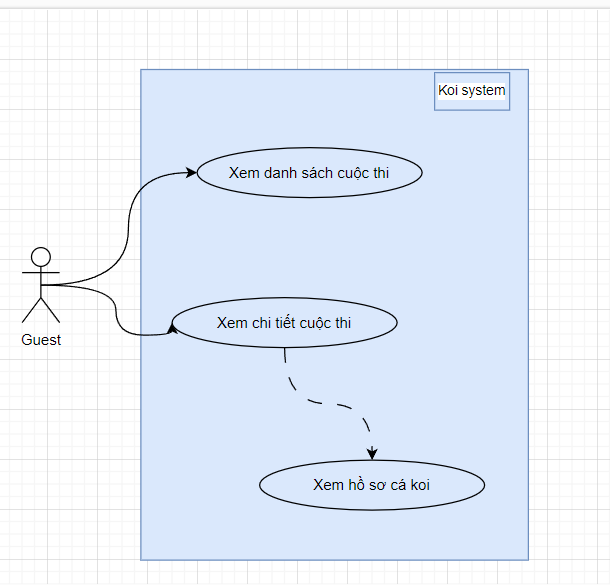 Koi system
Xem danh sách cuộc thi
Xem chi tiết cuộc thi
Guest
Xem hồ sơ cá koi